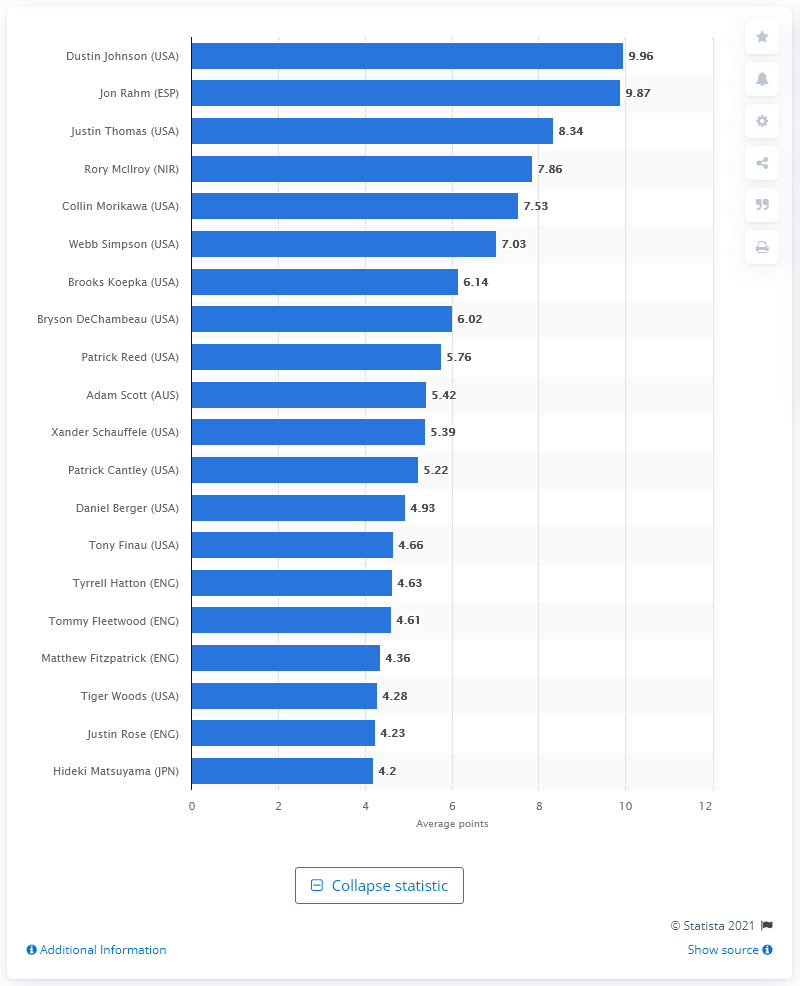 Dustin Johnson (USA) 9.96
Jon Rahm (ESP) 9.87
Justin Thomas (USA) 8.34
Rory McIlroy (NIR) 7.86
Collin Morikawa (USA) 7.53
Webb Simpson (USA) 7.03
Brooks Koepka (USA) 6.14
Bryson DeChambeau (USA) 6.02
Patrick Reed (USA) 5.76
Adam Scott (AUS) 5.42
Xander Schauffele (USA) 5.39
Patrick Cantley (USA) 5.22
Daniel Berger (USA) 4.93
Tony Finau (USA) 4.66
Tyrrell Hatton (ENG) 4.63
Tommy Fleetwood (ENG) 4.61
Matthew Fitzpatrick (ENG) 4.36
Tiger Woods (USA) 4.28
Justin Rose (ENG) 4.23
Hideki Matsuyama (JPN) 4.2
0 2 4 6 8 10 12
Average points
Collapse statistic
© Statista 2021
Additional Information Show source